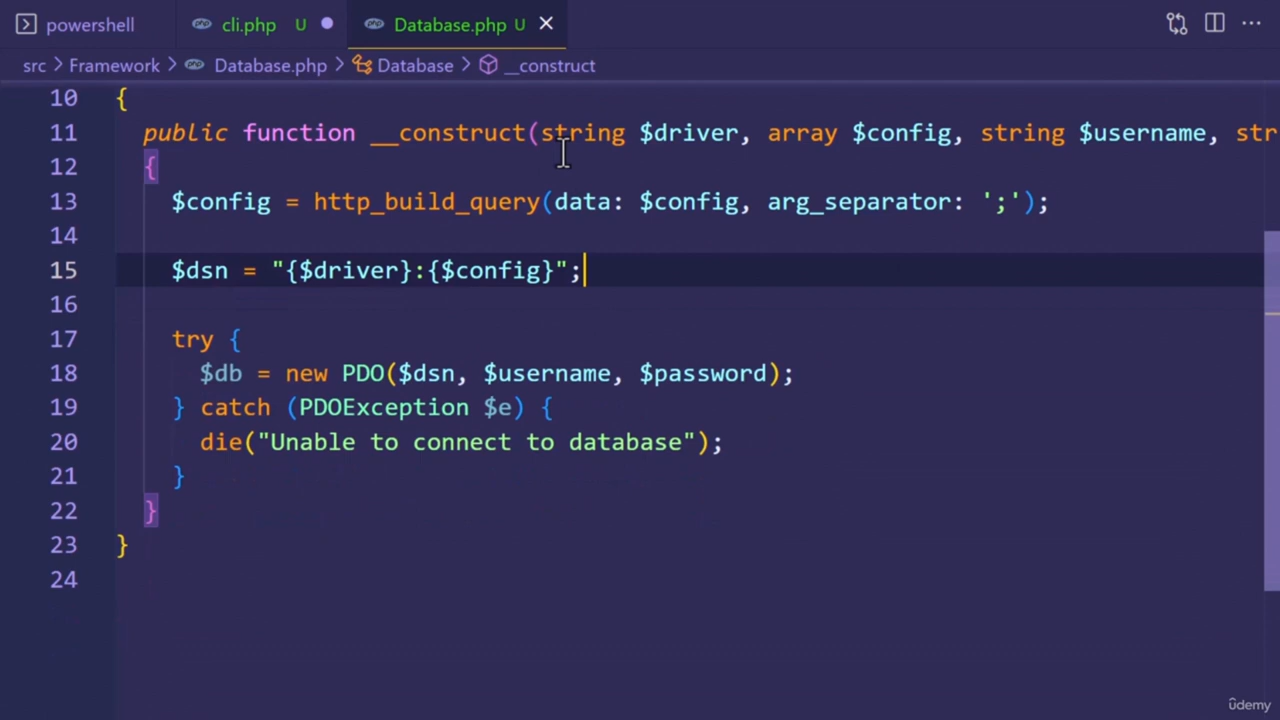 powershell cli.php U Database.php U
src Framework Database.php Database __construct
10 {
11 public function __construct(string $driver, array $config, string $username, str
12 {
13 $config = http_build_query(data: $config, arg_separator: ';');
14
15 $dsn = "{$driver}:{$config}";
16
17 try {
18 $db = new PDO($dsn, $username, $password);
19 } catch (PDOException $e) {
20 die("Unable to connect to database");
21 }
22 }
23 }
24
ûdemy